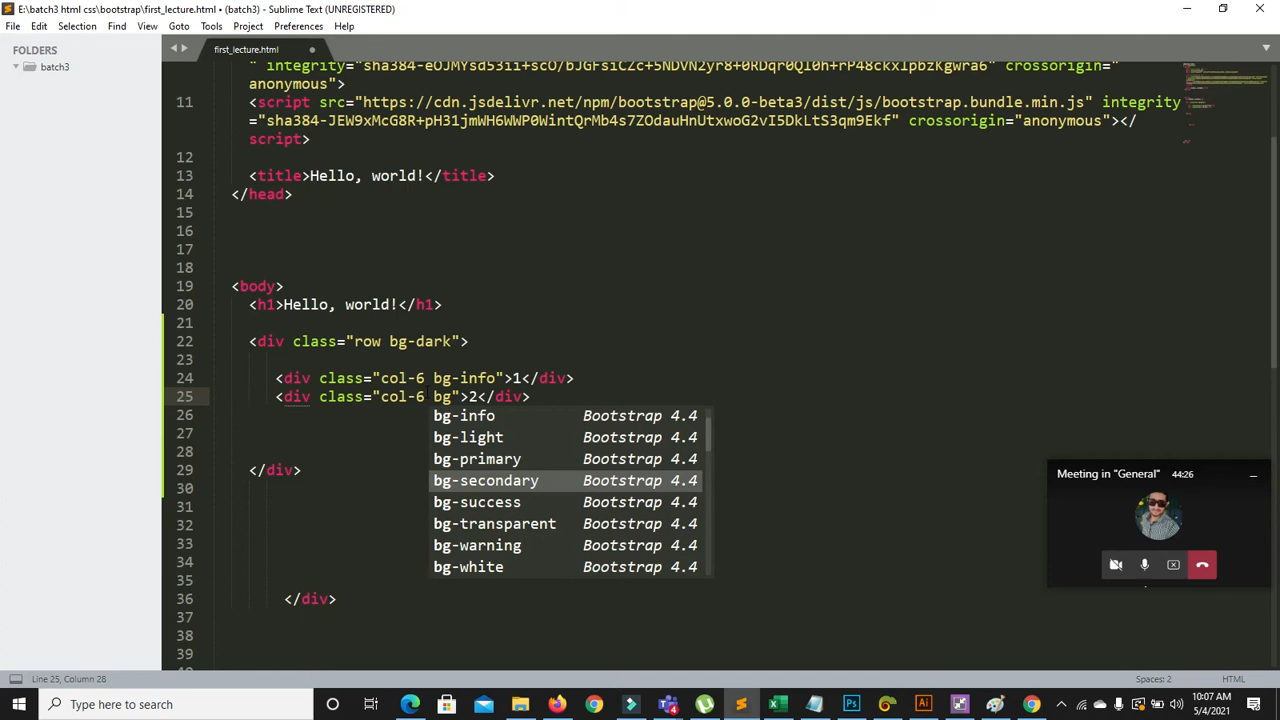 E:\batch3 html css\bootstrap\first_lecture.html • (batch3) - Sublime Text (UNREGISTERED)
File Edit Selection Find View Goto Tools Project Preferences Help
FOLDERS
batch3
first_lecture.html
anonymous">
11 <script src="https://cdn.jsdelivr.net/npm/bootstrap@5.0.0-beta3/dist/js/bootstrap.bundle.min.js" integrity
="sha384-JEW9xMcG8R+pH31jmWH6WWP0WintQrMb4s7ZOdauHnUtxwoG2vI5DkLtS3qm9Ekf" crossorigin="anonymous"></
script>
12
13 <title>Hello, world!</title>
14 </head>
15
16
17
18
19 <body>
20 <h1>Hello, world!</h1>
21
22 <div class="row bg-dark">
23
24 <div class="col-6 bg-info">1</div>
25 <div class="col-6 bg">2</div>
26
27
28
29 </div>
30
31
32
33
34
35
36 </div>
37
38
39
bg-info Bootstrap 4.4
bg-light Bootstrap 4.4
bg-primary Bootstrap 4.4
bg-secondary Bootstrap 4.4
bg-success Bootstrap 4.4
bg-transparent Bootstrap 4.4
bg-warning Bootstrap 4.4
bg-white Bootstrap 4.4
Meeting in "General" 44:26
Line 25, Column 28
Spaces: 2
HTML
Type here to search
10:07 AM
5/4/2021